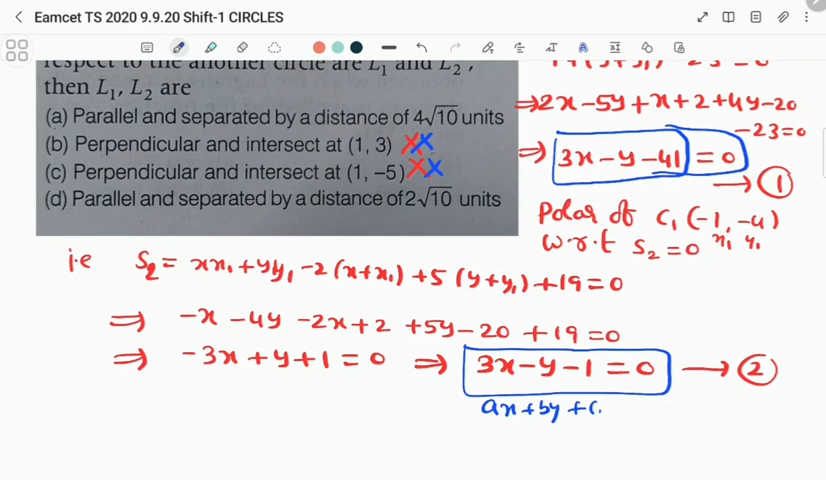 Eamcet TS 2020 9.9.20 Shift-1 CIRCLES
respect to the another circle are L₁ and L₂,
then L₁, L₂ are
(a) Parallel and separated by a distance of 4√10 units
(b) Perpendicular and intersect at (1, 3) ✗✗
(c) Perpendicular and intersect at (1, −5) ✗✗
(d) Parallel and separated by a distance of 2√10 units
⇒ 2x − 5y + x + 2 + 4y − 20
− 23 = 0
⇒ 3x − y − 41 = 0
→ ①
Polar of C₁ (−1, −4)
w.r.t S₂ = 0 x₁ y₁
i.e S₂ = xx₁ + yy₁ − 2 (x + x₁) + 5 (y + y₁) + 19 = 0
⇒ −x − 4y − 2x + 2 + 5y − 20 + 19 = 0
⇒ −3x + y + 1 = 0 ⇒ 3x − y − 1 = 0 → ②
ax + by + c